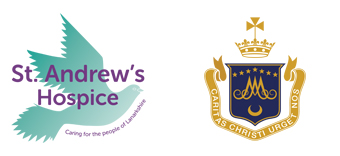 St. Andrew's
Hospice
Caring for the people of Lanarkshire
CARITAS CHRISTI URGET NOS